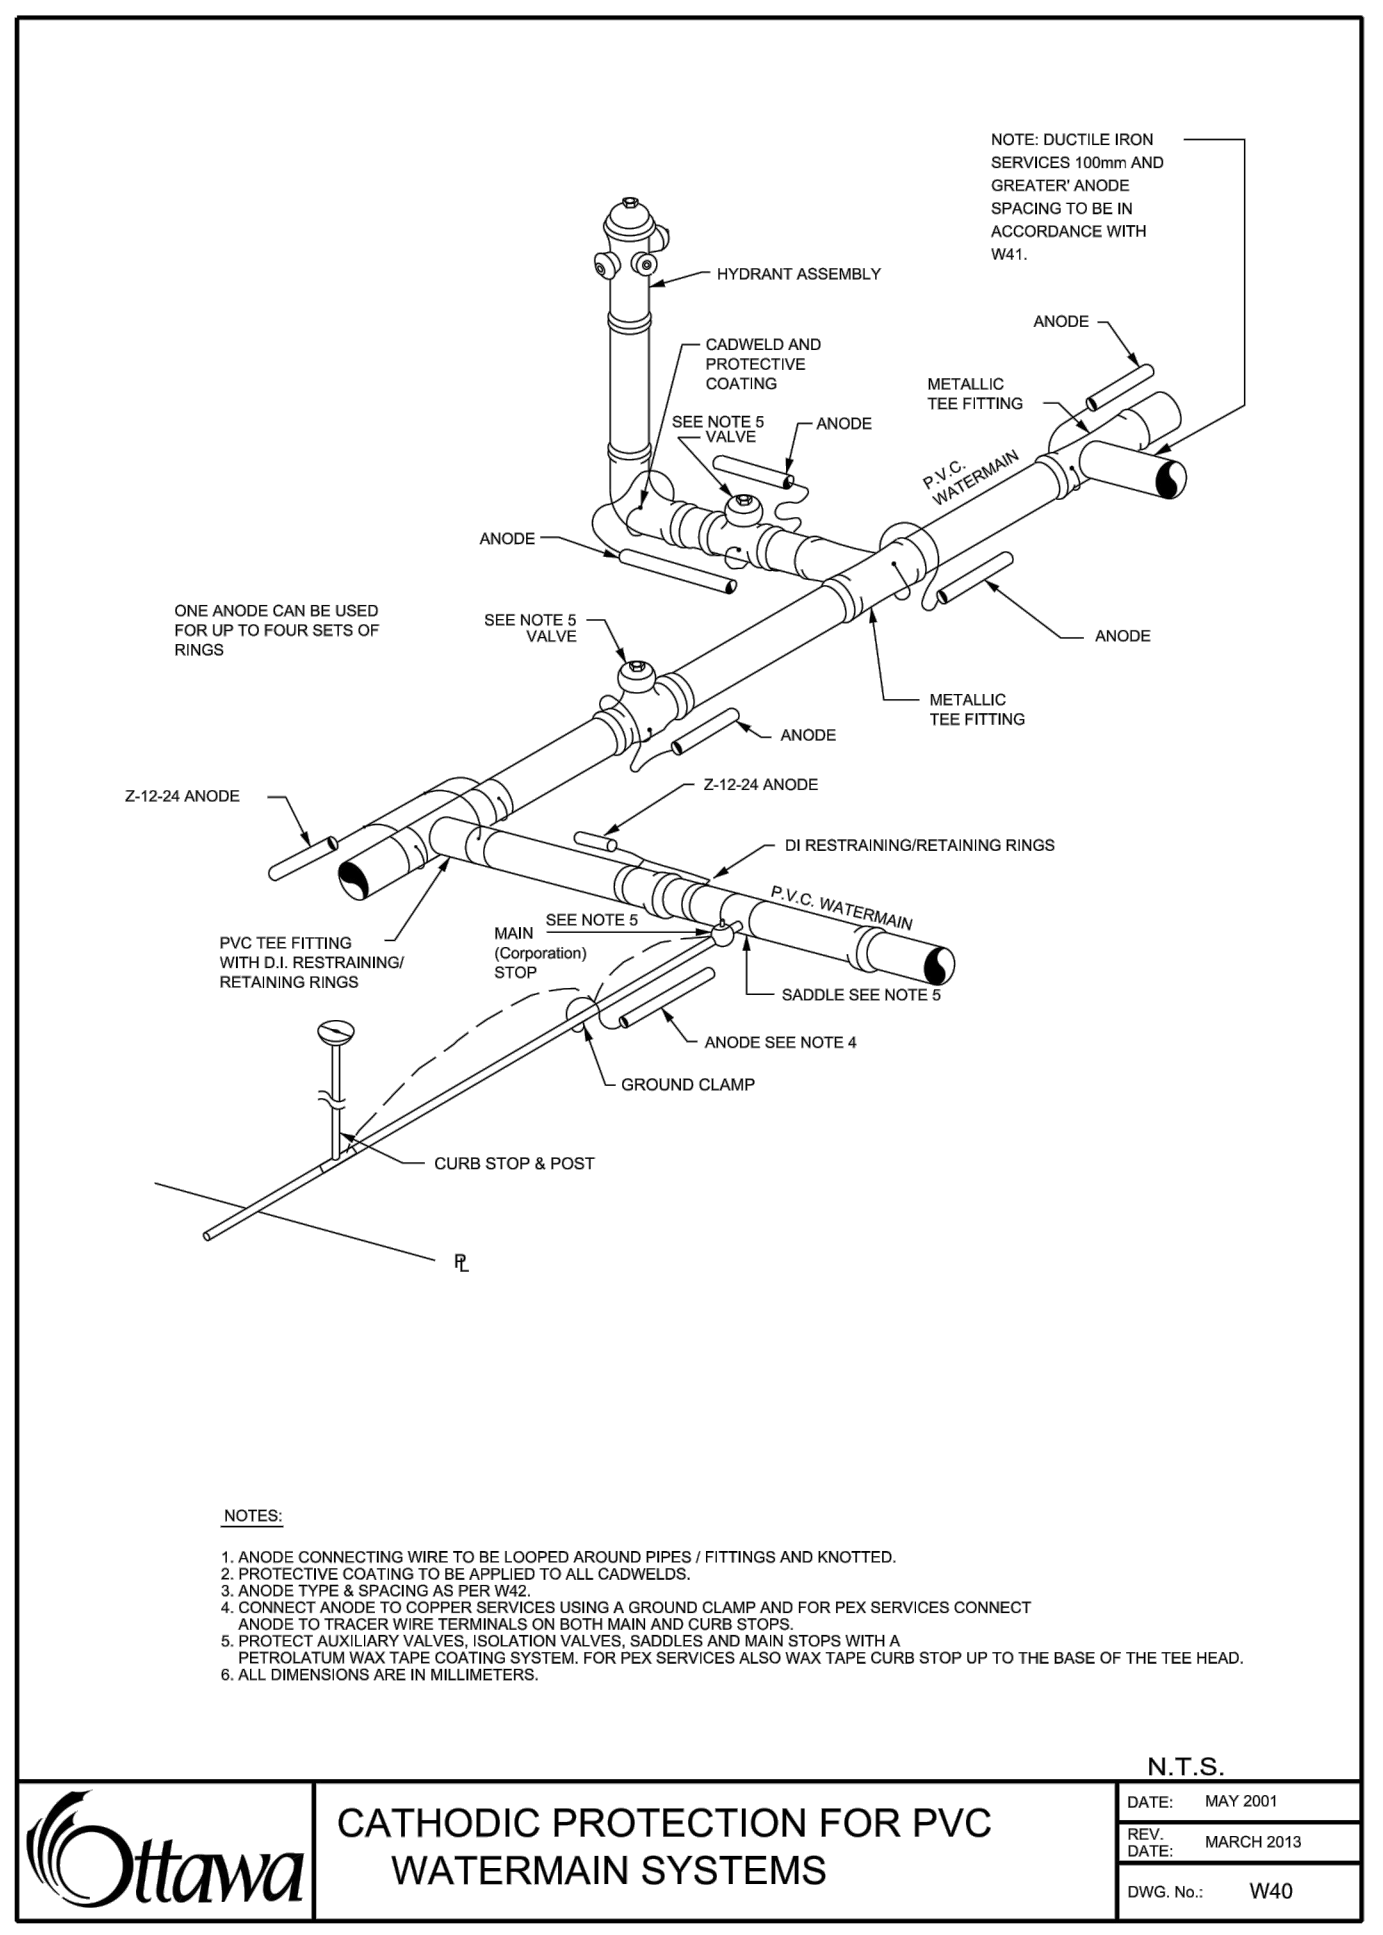 NOTE: DUCTILE IRON
SERVICES 100mm AND
GREATER' ANODE
SPACING TO BE IN
ACCORDANCE WITH
W41.
HYDRANT ASSEMBLY
ANODE
CADWELD AND
PROTECTIVE
COATING
METALLIC
TEE FITTING
SEE NOTE 5
VALVE
ANODE
P.V.C.
WATERMAIN
ANODE
ONE ANODE CAN BE USED
FOR UP TO FOUR SETS OF
RINGS
SEE NOTE 5
VALVE
ANODE
METALLIC
TEE FITTING
ANODE
Z-12-24 ANODE
Z-12-24 ANODE
DI RESTRAINING/RETAINING RINGS
P.V.C. WATERMAIN
SEE NOTE 5
MAIN
(Corporation)
STOP
PVC TEE FITTING
WITH D.I. RESTRAINING/
RETAINING RINGS
SADDLE SEE NOTE 5
ANODE SEE NOTE 4
GROUND CLAMP
CURB STOP & POST
PL
NOTES:
1. ANODE CONNECTING WIRE TO BE LOOPED AROUND PIPES / FITTINGS AND KNOTTED.
2. PROTECTIVE COATING TO BE APPLIED TO ALL CADWELDS.
3. ANODE TYPE & SPACING AS PER W42.
4. CONNECT ANODE TO COPPER SERVICES USING A GROUND CLAMP AND FOR PEX SERVICES CONNECT
ANODE TO TRACER WIRE TERMINALS ON BOTH MAIN AND CURB STOPS.
5. PROTECT AUXILIARY VALVES, ISOLATION VALVES, SADDLES AND MAIN STOPS WITH A
PETROLATUM WAX TAPE COATING SYSTEM. FOR PEX SERVICES ALSO WAX TAPE CURB STOP UP TO THE BASE OF THE TEE HEAD.
6. ALL DIMENSIONS ARE IN MILLIMETERS.
N.T.S.
Ottawa
CATHODIC PROTECTION FOR PVC
WATERMAIN SYSTEMS
DATE: MAY 2001
REV.
DATE: MARCH 2013
DWG. No.: W40